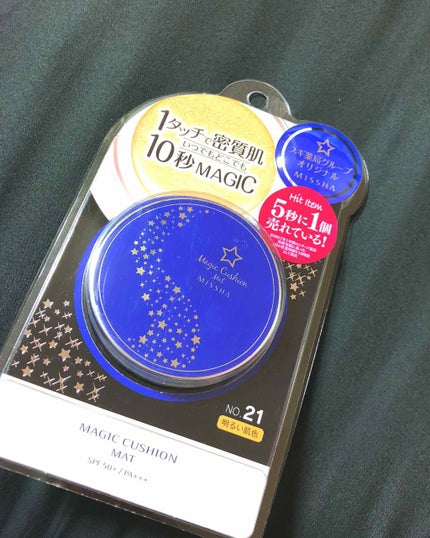 1タッチで密質肌
いつでもどこでも
10秒MAGIC
スギ薬局グループ
オリジナル
MISSHA
Hit Item
5秒に1個
売れている!
Magic Cushion
Mat
MISSHA
NO.21
明るい肌色
MAGIC CUSHION
MAT
SPF 50+/PA+++